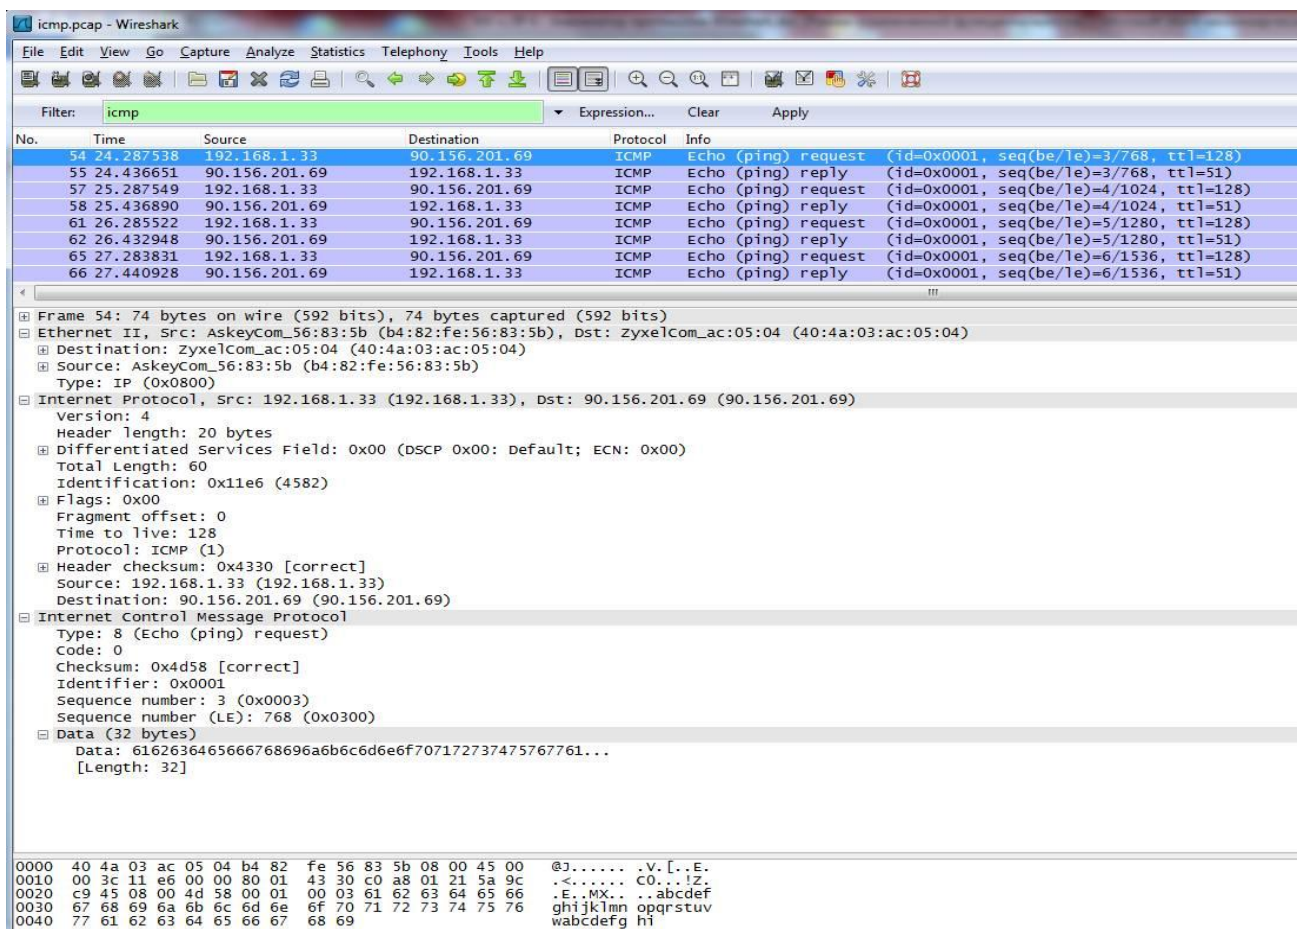 icmp.pcap - Wireshark
File Edit View Go Capture Analyze Statistics Telephony Tools Help
Filter: icmp Expression... Clear Apply
No. Time Source Destination Protocol Info
54 24.287538 192.168.1.33 90.156.201.69 ICMP Echo (ping) request (id=0x0001, seq(be/le)=3/768, ttl=128)
55 24.436651 90.156.201.69 192.168.1.33 ICMP Echo (ping) reply (id=0x0001, seq(be/le)=3/768, ttl=51)
57 25.287549 192.168.1.33 90.156.201.69 ICMP Echo (ping) request (id=0x0001, seq(be/le)=4/1024, ttl=128)
58 25.436890 90.156.201.69 192.168.1.33 ICMP Echo (ping) reply (id=0x0001, seq(be/le)=4/1024, ttl=51)
61 26.285522 192.168.1.33 90.156.201.69 ICMP Echo (ping) request (id=0x0001, seq(be/le)=5/1280, ttl=128)
62 26.432948 90.156.201.69 192.168.1.33 ICMP Echo (ping) reply (id=0x0001, seq(be/le)=5/1280, ttl=51)
65 27.283831 192.168.1.33 90.156.201.69 ICMP Echo (ping) request (id=0x0001, seq(be/le)=6/1536, ttl=128)
66 27.440928 90.156.201.69 192.168.1.33 ICMP Echo (ping) reply (id=0x0001, seq(be/le)=6/1536, ttl=51)
Frame 54: 74 bytes on wire (592 bits), 74 bytes captured (592 bits)
Ethernet II, Src: AskeyCom_56:83:5b (b4:82:fe:56:83:5b), Dst: ZyxelCom_ac:05:04 (40:4a:03:ac:05:04)
Destination: ZyxelCom_ac:05:04 (40:4a:03:ac:05:04)
Source: AskeyCom_56:83:5b (b4:82:fe:56:83:5b)
Type: IP (0x0800)
Internet Protocol, Src: 192.168.1.33 (192.168.1.33), Dst: 90.156.201.69 (90.156.201.69)
Version: 4
Header length: 20 bytes
Differentiated Services Field: 0x00 (DSCP 0x00: Default; ECN: 0x00)
Total Length: 60
Identification: 0x11e6 (4582)
Flags: 0x00
Fragment offset: 0
Time to live: 128
Protocol: ICMP (1)
Header checksum: 0x4330 [correct]
Source: 192.168.1.33 (192.168.1.33)
Destination: 90.156.201.69 (90.156.201.69)
Internet Control Message Protocol
Type: 8 (Echo (ping) request)
Code: 0
Checksum: 0x4d58 [correct]
Identifier: 0x0001
Sequence number: 3 (0x0003)
Sequence number (LE): 768 (0x0300)
Data (32 bytes)
Data: 6162636465666768696a6b6c6d6e6f7071727374757677​61...
[Length: 32]
0000 40 4a 03 ac 05 04 b4 82 fe 56 83 5b 08 00 45 00 @J...... .V.[..E.
0010 00 3c 11 e6 00 00 80 01 43 30 c0 a8 01 21 5a 9c .<...... C0...!Z.
0020 c9 45 08 00 4d 58 00 01 00 03 61 62 63 64 65 66 .E..MX.. ..abcdef
0030 67 68 69 6a 6b 6c 6d 6e 6f 70 71 72 73 74 75 76 ghijklmn opqrstuv
0040 77 61 62 63 64 65 66 67 68 69 wabcdefg hi